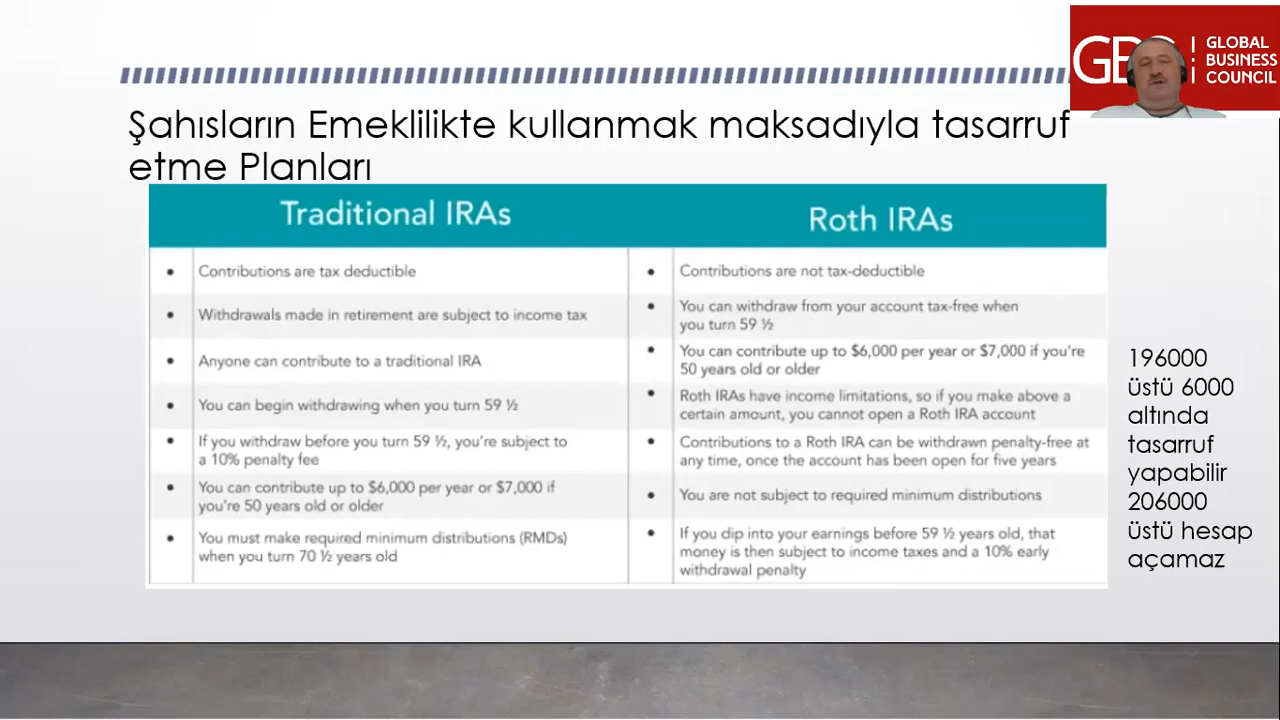 GLOBAL
BUSINESS
COUNCIL
Şahısların Emeklilikte kullanmak maksadıyla tasarruf
etme Planları
Traditional IRAs
• Contributions are tax deductible
• Withdrawals made in retirement are subject to income tax
• Anyone can contribute to a traditional IRA
• You can begin withdrawing when you turn 59 ½
• If you withdraw before you turn 59 ½, you’re subject to
a 10% penalty fee
• You can contribute up to $6,000 per year or $7,000 if
you’re 50 years old or older
• You must make required minimum distributions (RMDs)
when you turn 70 ½ years old
Roth IRAs
• Contributions are not tax-deductible
• You can withdraw from your account tax-free when
you turn 59 ½
• You can contribute up to $6,000 per year or $7,000 if you’re
50 years old or older
• Roth IRAs have income limitations, so if you make above a
certain amount, you cannot open a Roth IRA account
• Contributions to a Roth IRA can be withdrawn penalty-free at
any time, once the account has been open for five years
• You are not subject to required minimum distributions
• If you dip into your earnings before 59 ½ years old, that
money is then subject to income taxes and a 10% early
withdrawal penalty
196000
üstü 6000
altında
tasarruf
yapabilir
206000
üstü hesap
açamaz